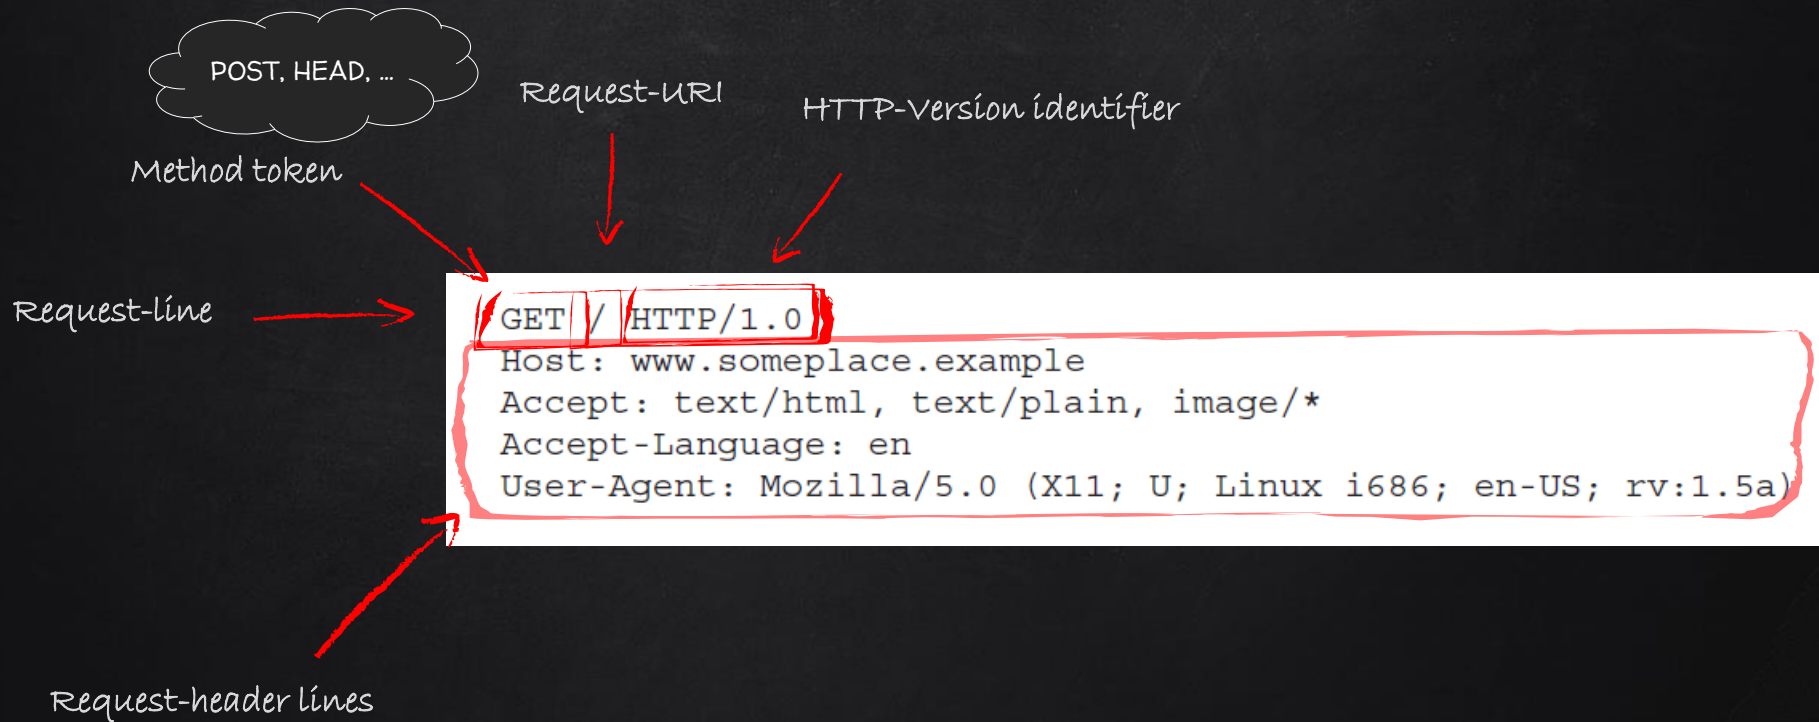 POST, HEAD, ...
Request-URI
HTTP-Version identifier
Method token
Request-line
GET / HTTP/1.0
Host: www.someplace.example
Accept: text/html, text/plain, image/*
Accept-Language: en
User-Agent: Mozilla/5.0 (X11; U; Linux i686; en-US; rv:1.5a)
Request-header lines